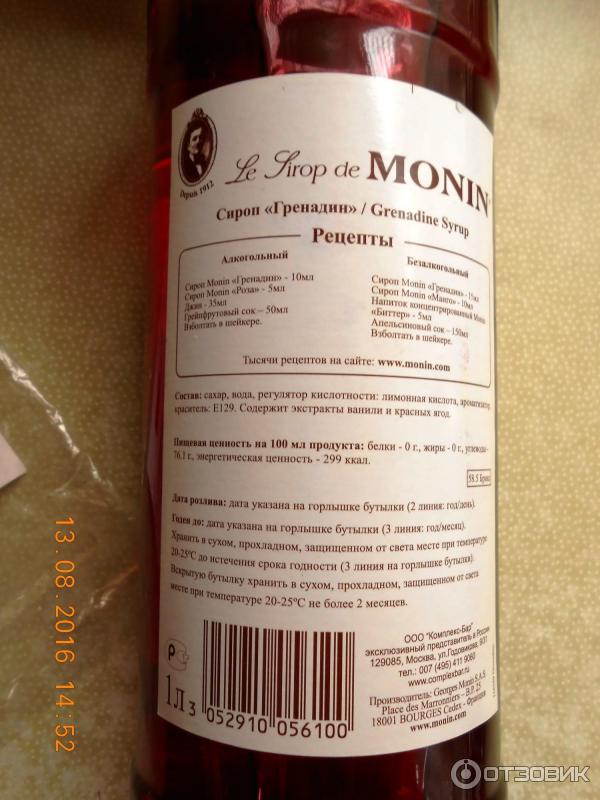 Depuis 1912
Le Sirop de MONIN
Сироп «Гренадин» / Grenadine Syrup
Рецепты
Алкогольный
Сироп Monin «Гренадин» - 10мл
Сироп Monin «Роза» - 5мл
Джин - 35мл
Грейпфрутовый сок – 50мл
Взболтать в шейкере.
Безалкогольный
Сироп Monin «Гренадин» - 15мл
Сироп Monin «Манго» - 10мл
Напиток концентрированный Monin
«Биттер» - 5мл
Апельсиновый сок – 150мл
Взболтать в шейкере.
Тысячи рецептов на сайте: www.monin.com
Состав: сахар, вода, регулятор кислотности: лимонная кислота, ароматизатор,
краситель: E129. Содержит экстракты ванили и красных ягод.
Пищевая ценность на 100 мл продукта: белки - 0 г., жиры - 0 г., углеводы-
76.1 г., энергетическая ценность - 299 ккал.
58.5 Брикс
Дата розлива: дата указана на горлышке бутылки (2 линия: год/день).
Годен до: дата указана на горлышке бутылки (3 линия: год/месяц).
Хранить в сухом, прохладном, защищенном от света месте при температуре
20-25°C до истечения срока годности (3 линия на горлышке бутылки).
Вскрытую бутылку хранить в сухом, прохладном, защищенном от света
месте при температуре 20-25°C не более 2 месяцев.
ООО "Комплекс-Бар"
эксклюзивный представитель в России
129085, Москва, ул.Годовикова, 9/31
тел.: 007 (495) 411 9060
www.complexbar.ru
Производитель: Georges Monin S.A.S.
Place des Marronniers – B.P. 25
18001 BOURGES Cedex - Франция
www.monin.com
1 Л
3 052910 056100
13.08.2016 14:52
ОТЗОВИК